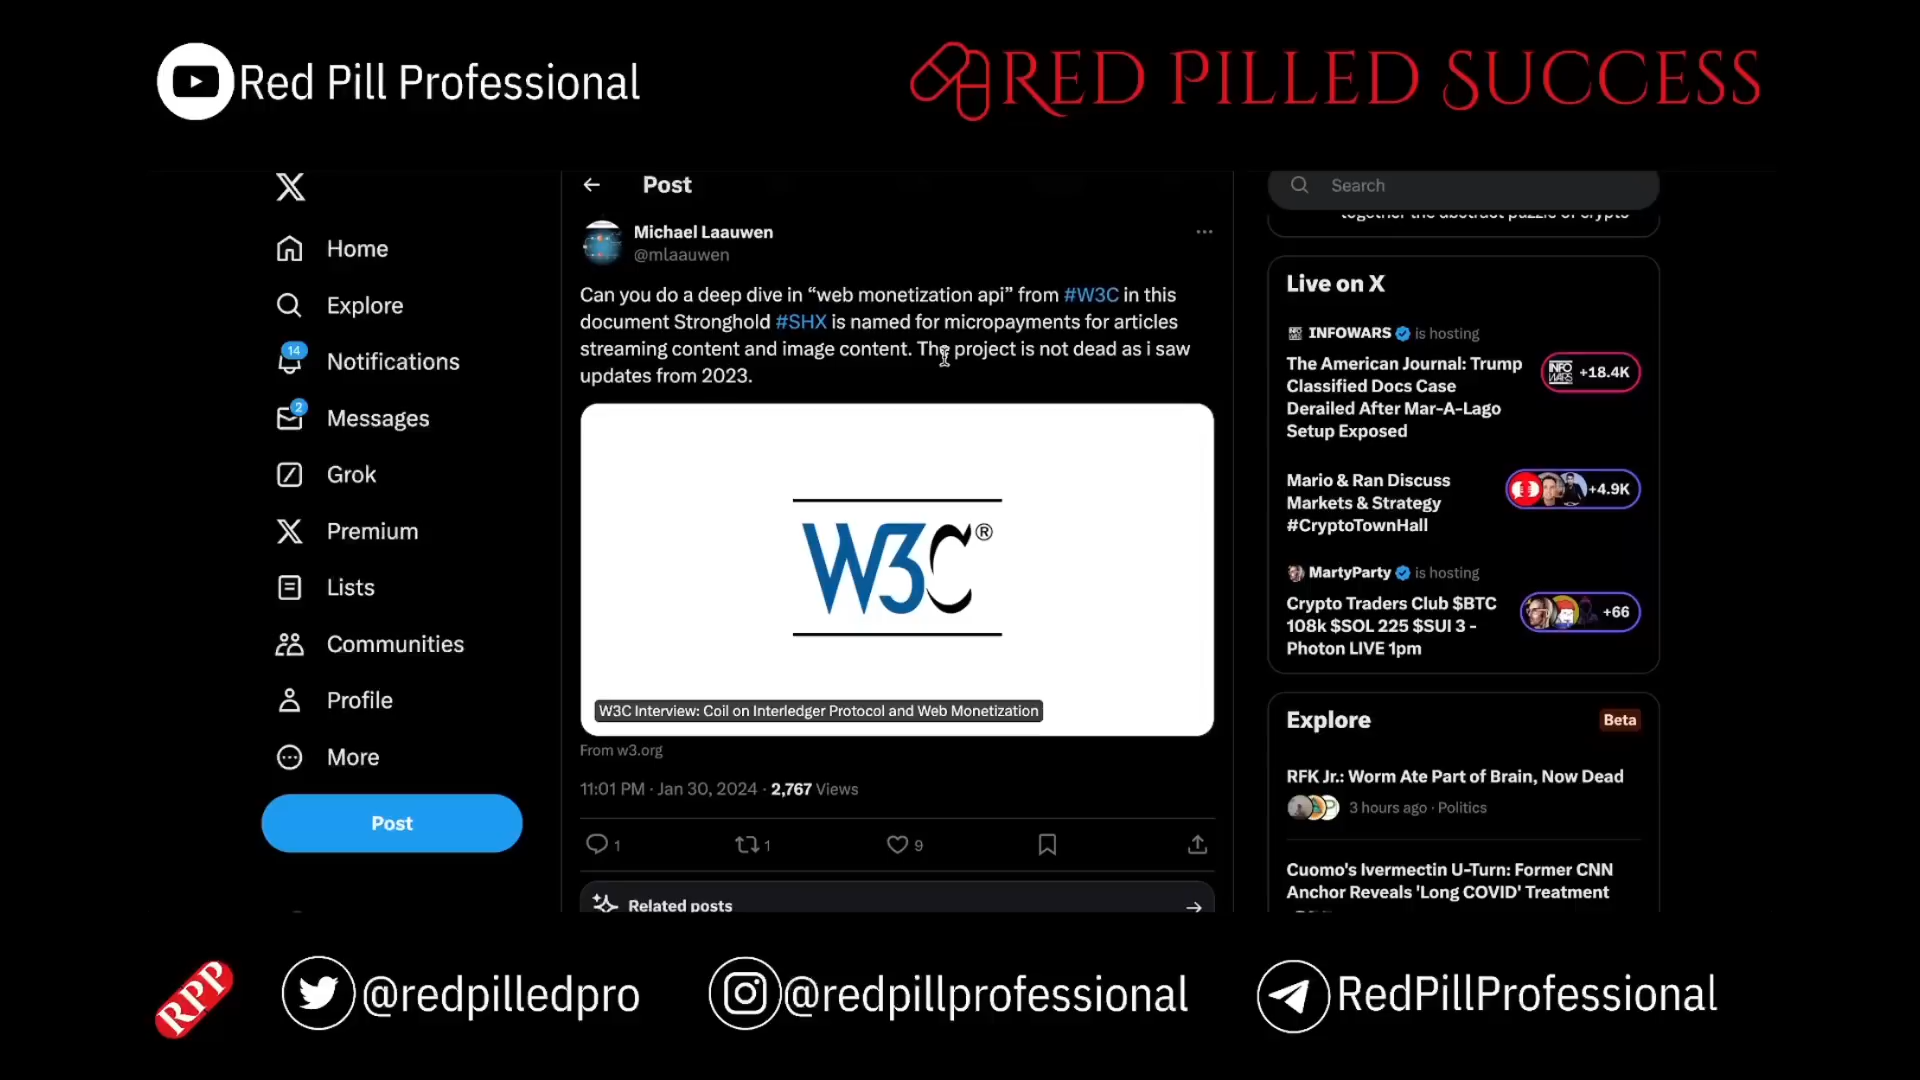 Red Pill Professional
RED PILLED SUCCESS
Post
Search
together the abstract puzzle of crypto
Home
Explore
14
Notifications
2
Messages
Grok
Premium
Lists
Communities
Profile
More
Post
Michael Laauwen
@mlaauwen
Can you do a deep dive in “web monetization api” from #W3C in this
document Stronghold #SHX is named for micropayments for articles
streaming content and image content. The project is not dead as i saw
updates from 2023.
W3C®
W3C Interview: Coil on Interledger Protocol and Web Monetization
From w3.org
11:01 PM · Jan 30, 2024 · 2,767 Views
1
1
9
Related posts
Live on X
INFOWARS is hosting
The American Journal: Trump
Classified Docs Case
Derailed After Mar-A-Lago
Setup Exposed
INFO WARS +18.4K
Mario & Ran Discuss
Markets & Strategy
#CryptoTownHall
+4.9K
MartyParty is hosting
Crypto Traders Club $BTC
108k $SOL 225 $SUI 3 -
Photon LIVE 1pm
+66
Explore
Beta
RFK Jr.: Worm Ate Part of Brain, Now Dead
3 hours ago · Politics
Cuomo's Ivermectin U-Turn: Former CNN
Anchor Reveals 'Long COVID' Treatment
RPP
@redpilledpro
@redpillprofessional
RedPillProfessional